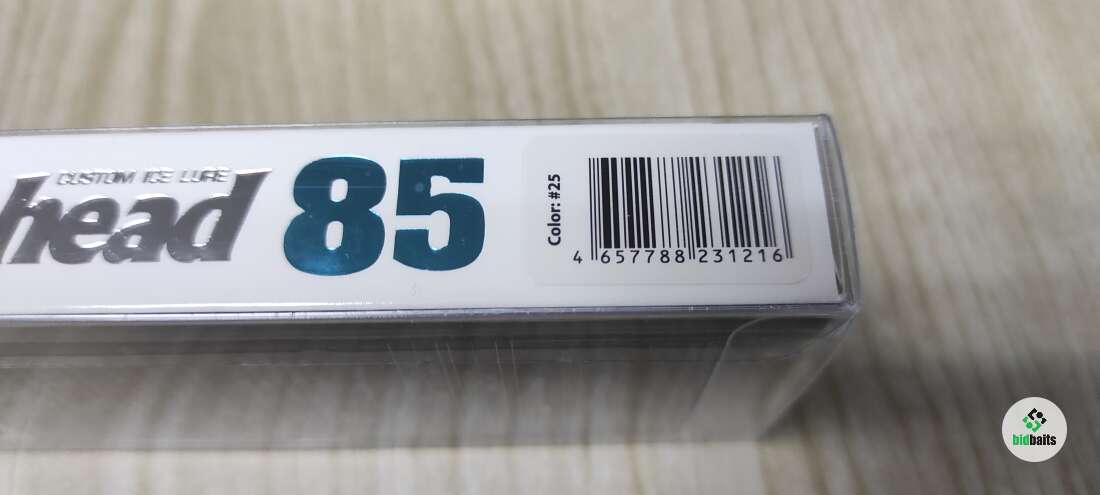 CUSTOM ICE LURE
head
85
Color: #25
4 657788 231216
bidbaits